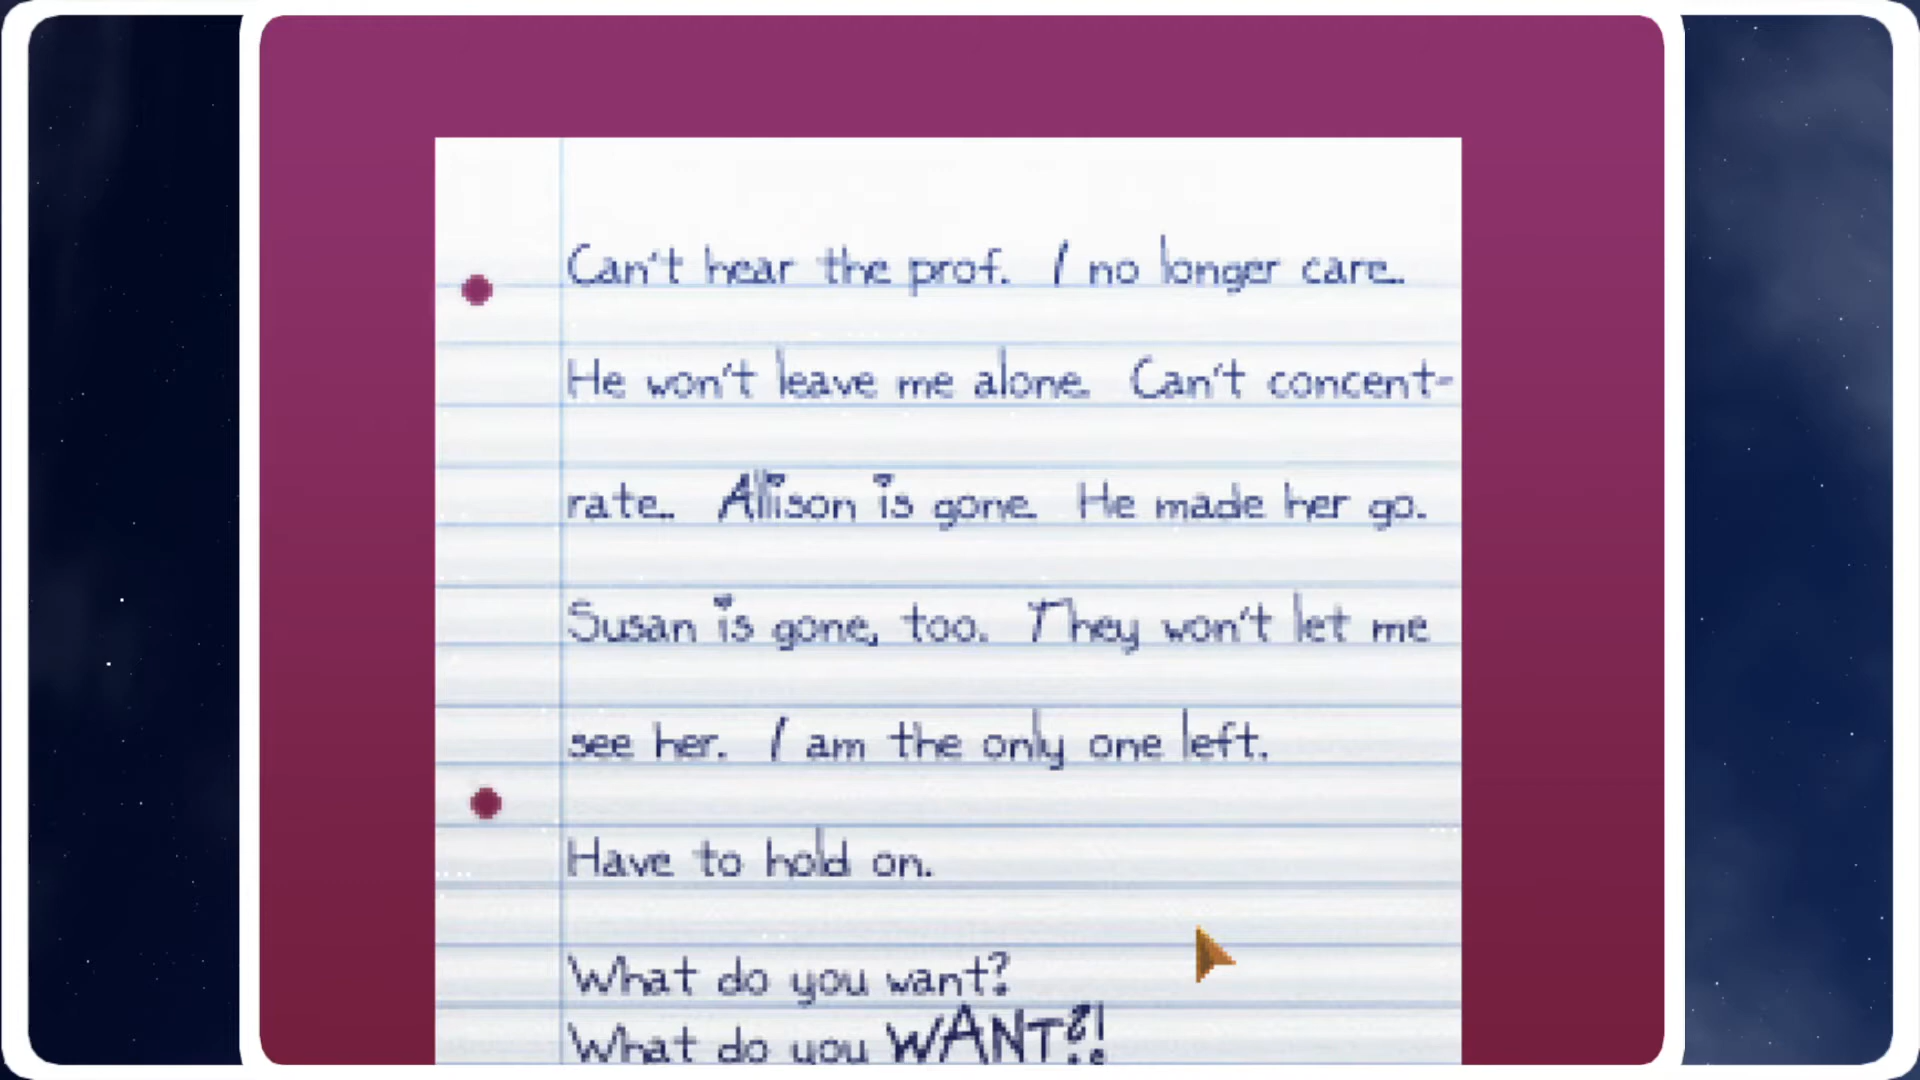 Can't hear the prof. I no longer care.
He won't leave me alone. Can't concent-
rate. Allison is gone. He made her go.
Susan is gone, too. They won't let me
see her. I am the only one left.
Have to hold on.
What do you want?
What do you WANT?!